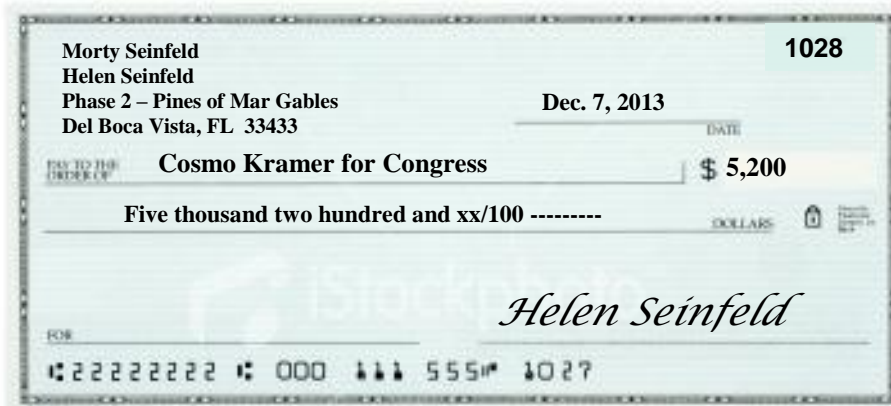 1028
Morty Seinfeld
Helen Seinfeld
Phase 2 – Pines of Mar Gables
Del Boca Vista, FL 33433
Dec. 7, 2013
DATE
PAY TO THE
ORDER OF
Cosmo Kramer for Congress
$ 5,200
Five thousand two hundred and xx/100 ---------
DOLLARS
iStockphoto
Helen Seinfeld
FOR
⑆22222222 ⑆ 000 111 555⑈ 1027